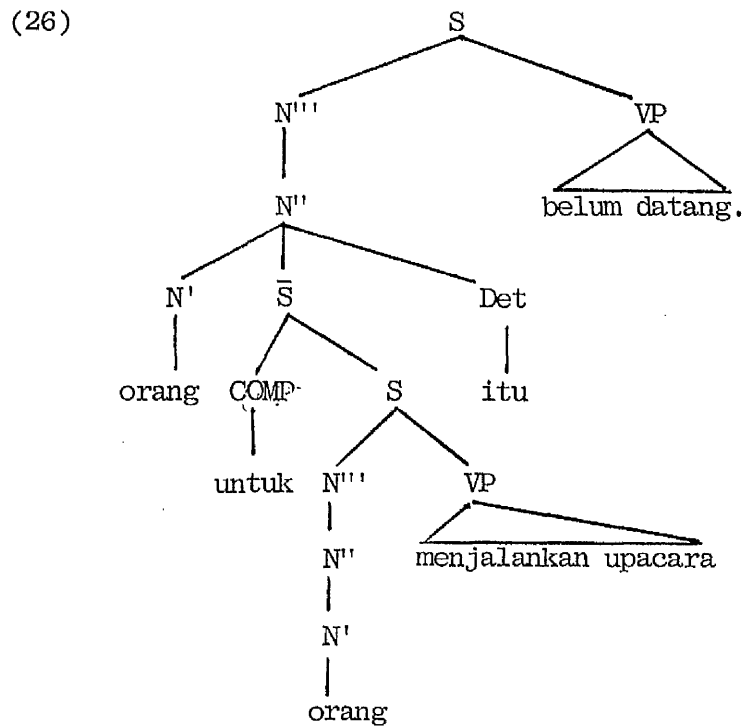 (26)
S
N''' VP
N'' belum datang.
N' S̄ Det
orang COMP S itu
untuk N''' VP
N'' menjalankan upacara
N'
orang